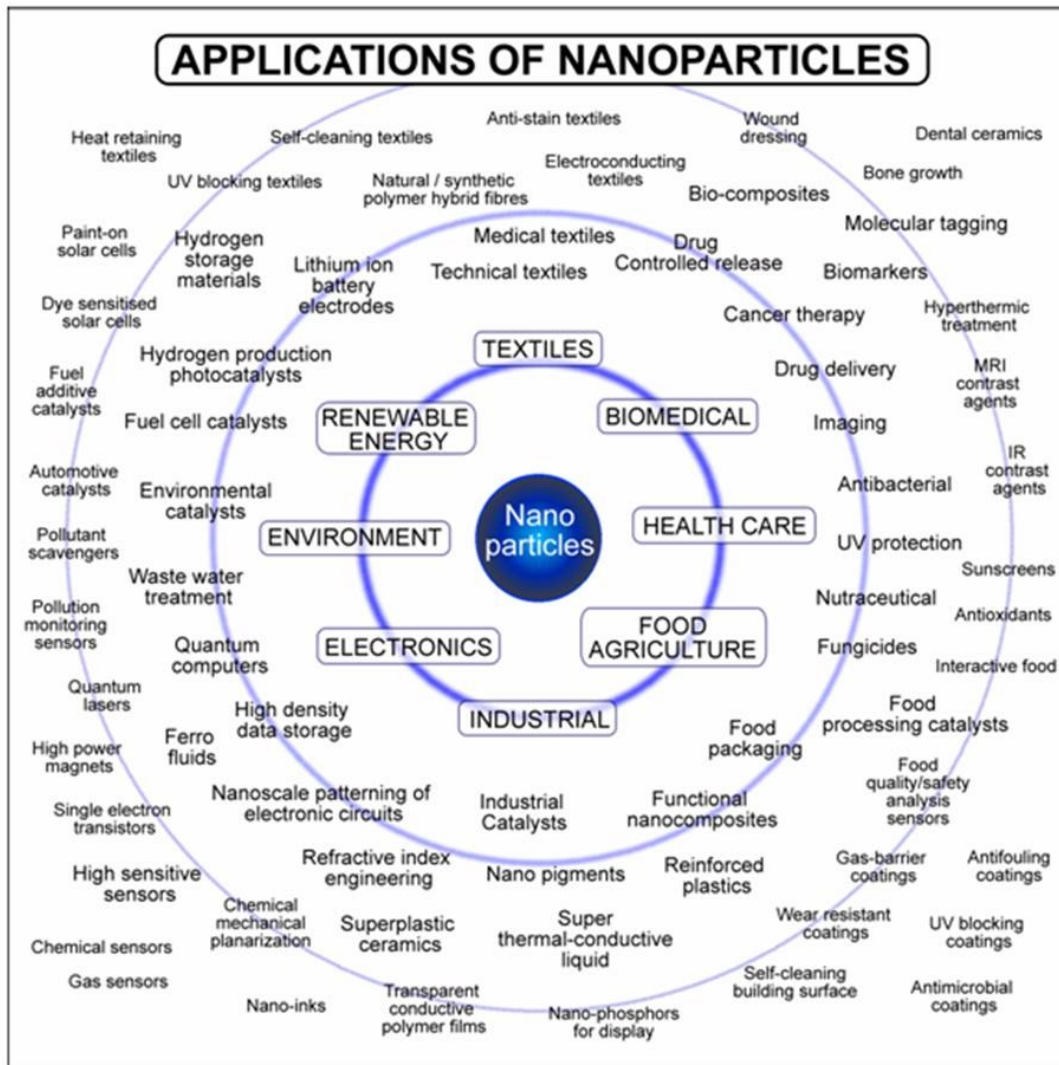 APPLICATIONS OF NANOPARTICLES
Anti-stain textiles
Wound
dressing
Dental ceramics
Heat retaining
textiles
Self-cleaning textiles
Electroconducting
textiles
Bone growth
UV blocking textiles
Natural / synthetic
polymer hybrid fibres
Bio-composites
Molecular tagging
Paint-on
solar cells
Hydrogen
storage
materials
Medical textiles
Drug
Controlled release
Lithium ion
battery
electrodes
Technical textiles
Biomarkers
Dye sensitised
solar cells
Cancer therapy
Hyperthermic
treatment
TEXTILES
Hydrogen production
photocatalysts
Drug delivery
MRI
contrast
agents
Fuel
additive
catalysts
Fuel cell catalysts
RENEWABLE
ENERGY
BIOMEDICAL
Imaging
IR
contrast
agents
Automotive
catalysts
Environmental
catalysts
Antibacterial
Nano
particles
ENVIRONMENT
HEALTH CARE
Pollutant
scavengers
UV protection
Sunscreens
Waste water
treatment
Nutraceutical
Antioxidants
Pollution
monitoring
sensors
ELECTRONICS
FOOD
AGRICULTURE
Fungicides
Interactive food
Quantum
computers
Quantum
lasers
INDUSTRIAL
High density
data storage
Food
processing catalysts
Ferro
fluids
Food
packaging
High power
magnets
Food
quality/safety
analysis
sensors
Nanoscale patterning of
electronic circuits
Industrial
Catalysts
Functional
nanocomposites
Single electron
transistors
High sensitive
sensors
Refractive index
engineering
Nano pigments
Reinforced
plastics
Gas-barrier
coatings
Antifouling
coatings
Chemical
mechanical
planarization
Superplastic
ceramics
Super
thermal-conductive
liquid
Wear resistant
coatings
UV blocking
coatings
Chemical sensors
Gas sensors
Self-cleaning
building surface
Antimicrobial
coatings
Nano-inks
Transparent
conductive
polymer films
Nano-phosphors
for display